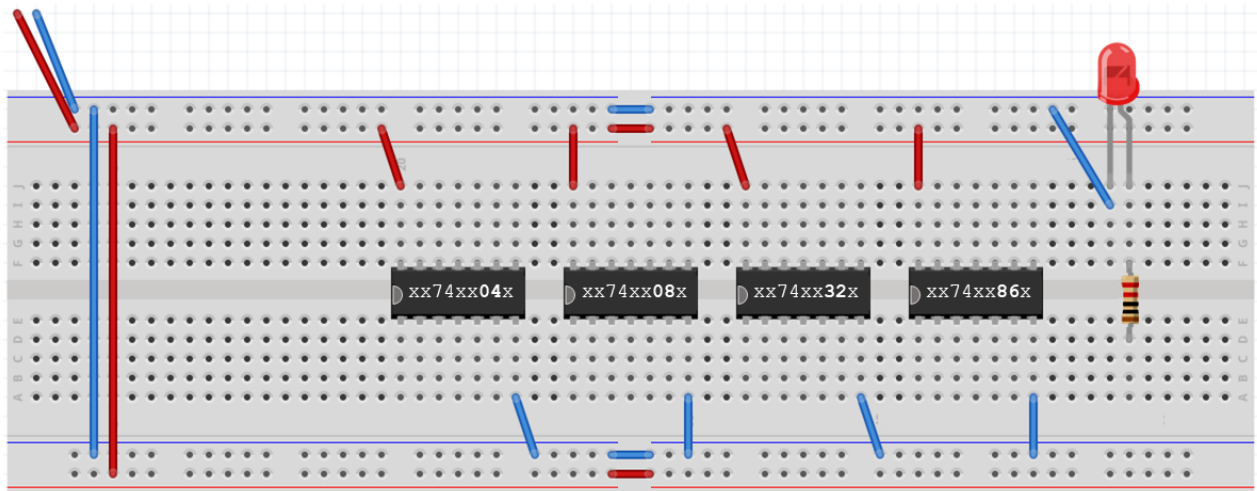 J J
I I
H H
G G
F F
xx74xx04x xx74xx08x xx74xx32x xx74xx86x
E E
D D
C C
B B
A A